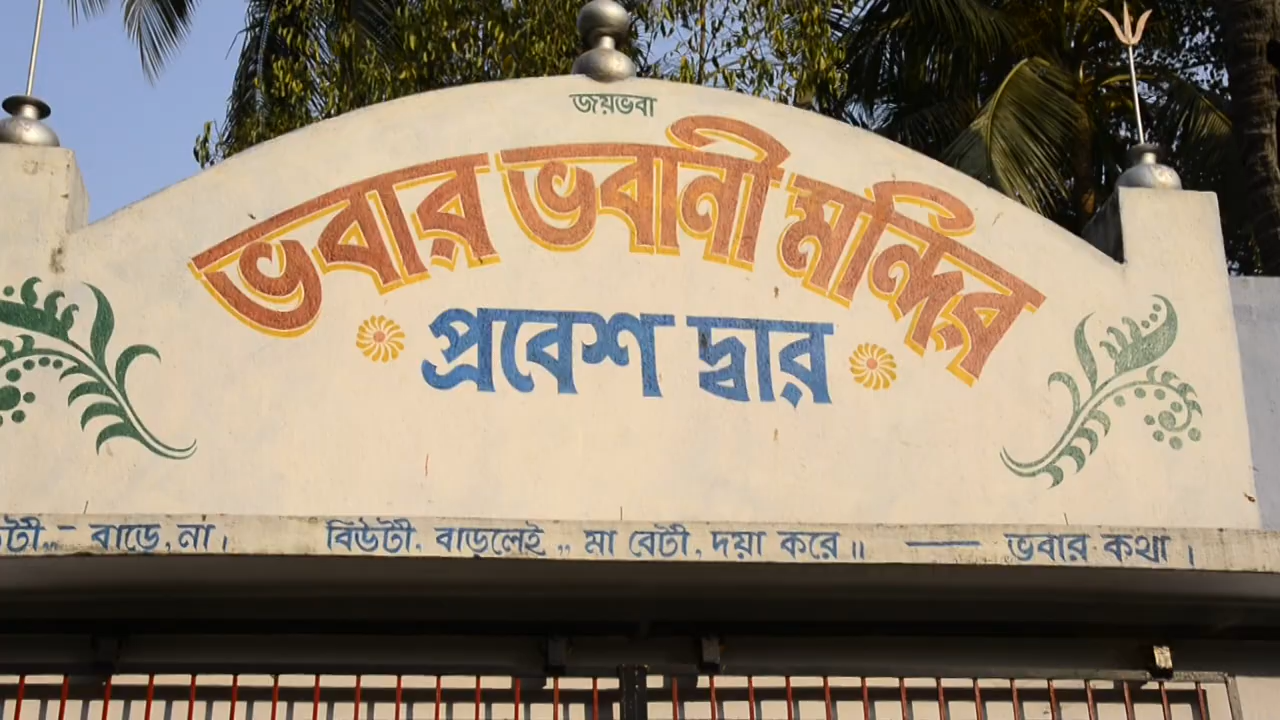 জয়ভবা
ভবার ভবানী মন্দির
প্রবেশ দ্বার
বাড়ে, না। বিউটী. বাড়লেই ,, মা বেটী, দয়া করে॥ — ভবার কথা।